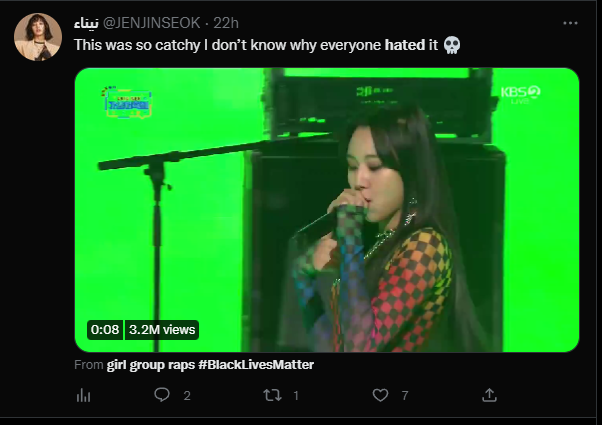 نيناء @JENJINSEOK · 22h
This was so catchy I don't know why everyone hated it 💀
KBS2
LIVE
0:08 3.2M views
From girl group raps #BlackLivesMatter
2 1 7